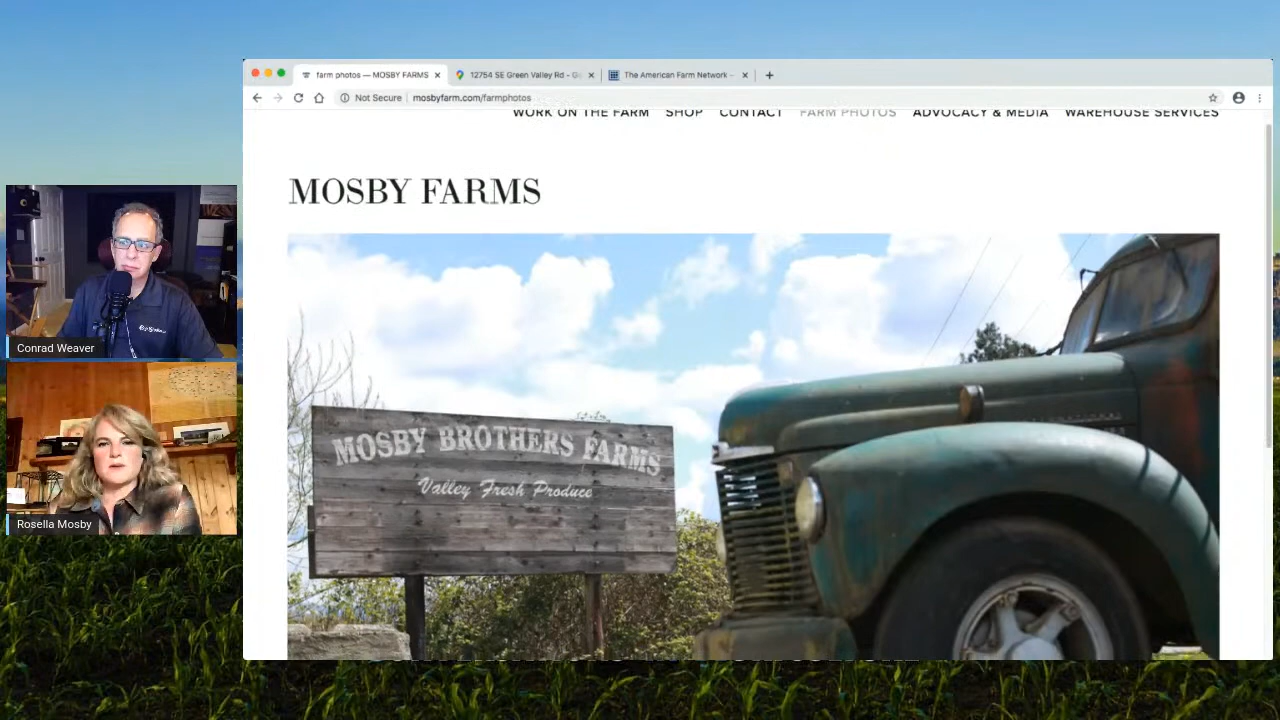 farm photos — MOSBY FARMS
12754 SE Green Valley Rd - G
The American Farm Network -
Not Secure
mosbyfarm.com/farmphotos
WORK ON THE FARM SHOP CONTACT FARM PHOTOS ADVOCACY & MEDIA WAREHOUSE SERVICES
MOSBY FARMS
MOSBY BROTHERS FARMS
Valley Fresh Produce
INTERNATIONAL
Conrad Weaver
Rosella Mosby